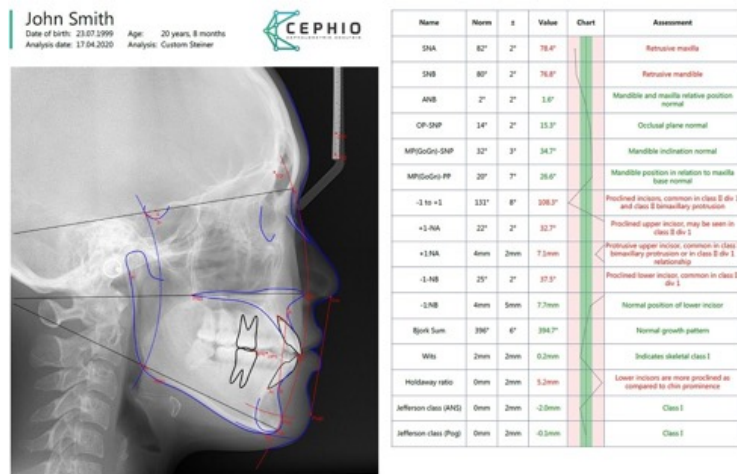 John Smith
Date of birth: 23.07.1999 Age: 20 years, 8 months
Analysis date: 17.04.2020 Analysis: Custom Steiner
CEPHIO
CEPHALOMETRIC ANALYSIS
Name Norm ± Value Chart Assessment
SNA 82° 2° 78.4° Retrusive maxilla
SNB 80° 2° 76.8° Retrusive mandible
ANB 2° 2° 1.6° Mandible and maxilla relative position
normal
OP-SNP 14° 2° 15.3° Occlusal plane normal
MP(GoGn)-SNP 32° 3° 34.7° Mandible inclination normal
MP(GoGn)-PP 20° 7° 26.6° Mandible position in relation to maxilla
base normal
-1 to +1 131° 8° 108.3° Proclined incisors, common in class II div 1
and class II bimaxillary protrusion
+1-NA 22° 2° 32.7° Proclined upper incisor, may be seen in
class II div 1
+1:NA 4mm 2mm 7.1mm Protrusive upper incisor, common in class I
bimaxillary protrusion or in class II div 1
relationship
-1-NB 25° 2° 37.5° Proclined lower incisor, common in class II
div 1
-1:NB 4mm 5mm 7.7mm Normal position of lower incisor
Bjork Sum 396° 6° 394.7° Normal growth pattern
Wits 2mm 2mm 0.2mm Indicates skeletal class I
Holdaway ratio 0mm 2mm 5.2mm Lower incisors are more proclined as
compared to chin prominence
Jefferson class (ANS) 0mm 2mm -2.0mm Class I
Jefferson class (Pog) 0mm 2mm -0.1mm Class I